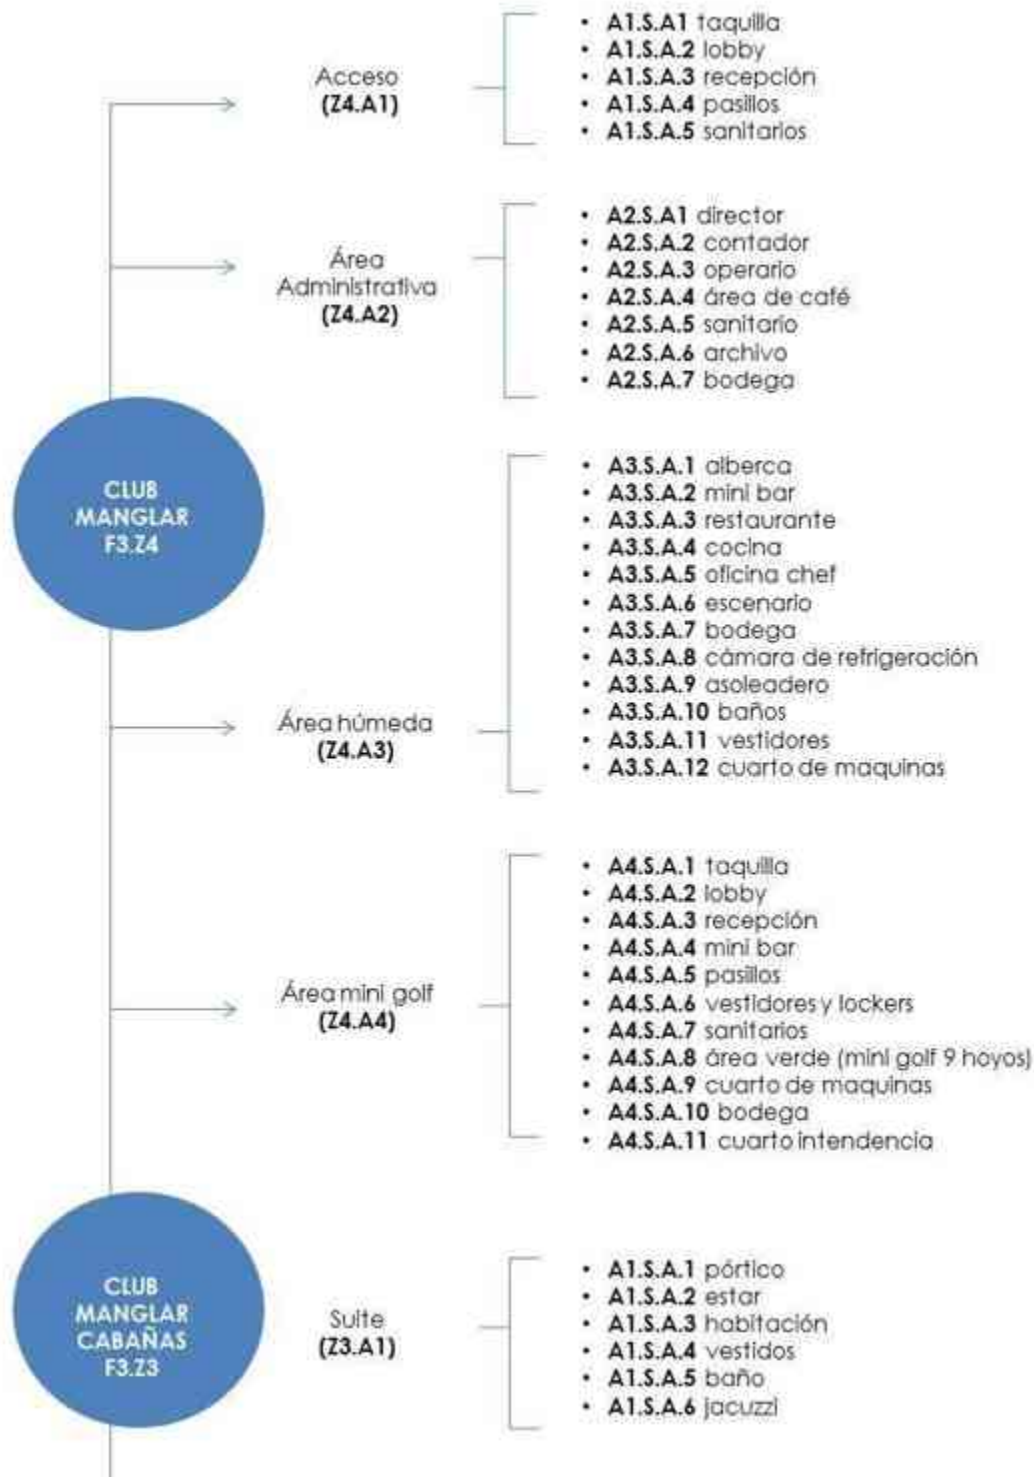 Acceso
(Z4.A1)
• A1.S.A1 taquilla
• A1.S.A.2 lobby
• A1.S.A.3 recepción
• A1.S.A.4 pasillos
• A1.S.A.5 sanitarios
Área
Administrativa
(Z4.A2)
• A2.S.A1 director
• A2.S.A.2 contador
• A2.S.A.3 operario
• A2.S.A.4 área de café
• A2.S.A.5 sanitario
• A2.S.A.6 archivo
• A2.S.A.7 bodega
CLUB
MANGLAR
F3.Z4
Área húmeda
(Z4.A3)
• A3.S.A.1 alberca
• A3.S.A.2 mini bar
• A3.S.A.3 restaurante
• A3.S.A.4 cocina
• A3.S.A.5 oficina chef
• A3.S.A.6 escenario
• A3.S.A.7 bodega
• A3.S.A.8 cámara de refrigeración
• A3.S.A.9 asoleadero
• A3.S.A.10 baños
• A3.S.A.11 vestidores
• A3.S.A.12 cuarto de maquinas
Área mini golf
(Z4.A4)
• A4.S.A.1 taquilla
• A4.S.A.2 lobby
• A4.S.A.3 recepción
• A4.S.A.4 mini bar
• A4.S.A.5 pasillos
• A4.S.A.6 vestidores y lockers
• A4.S.A.7 sanitarios
• A4.S.A.8 área verde (mini golf 9 hoyos)
• A4.S.A.9 cuarto de maquinas
• A4.S.A.10 bodega
• A4.S.A.11 cuarto intendencia
CLUB
MANGLAR
CABAÑAS
F3.Z3
Suite
(Z3.A1)
• A1.S.A.1 pórtico
• A1.S.A.2 estar
• A1.S.A.3 habitación
• A1.S.A.4 vestidos
• A1.S.A.5 baño
• A1.S.A.6 jacuzzi